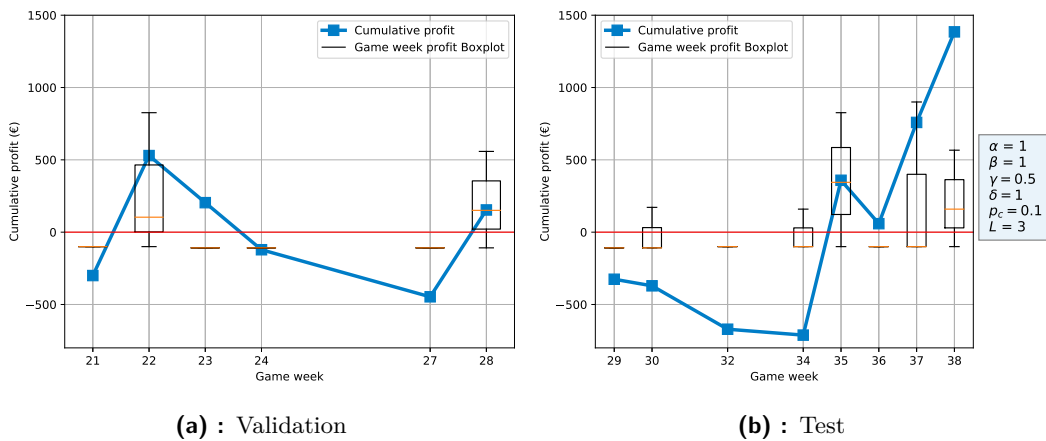 1500
1000
500
0
−500
Cumulative profit (€)
21 22 23 24 27 28
Game week
Cumulative profit
Game week profit Boxplot
(a) : Validation
1500
1000
500
0
−500
Cumulative profit (€)
29 30 32 34 35 36 37 38
Game week
Cumulative profit
Game week profit Boxplot
(b) : Test
α = 1
β = 1
γ = 0.5
δ = 1
p_c = 0.1
L = 3